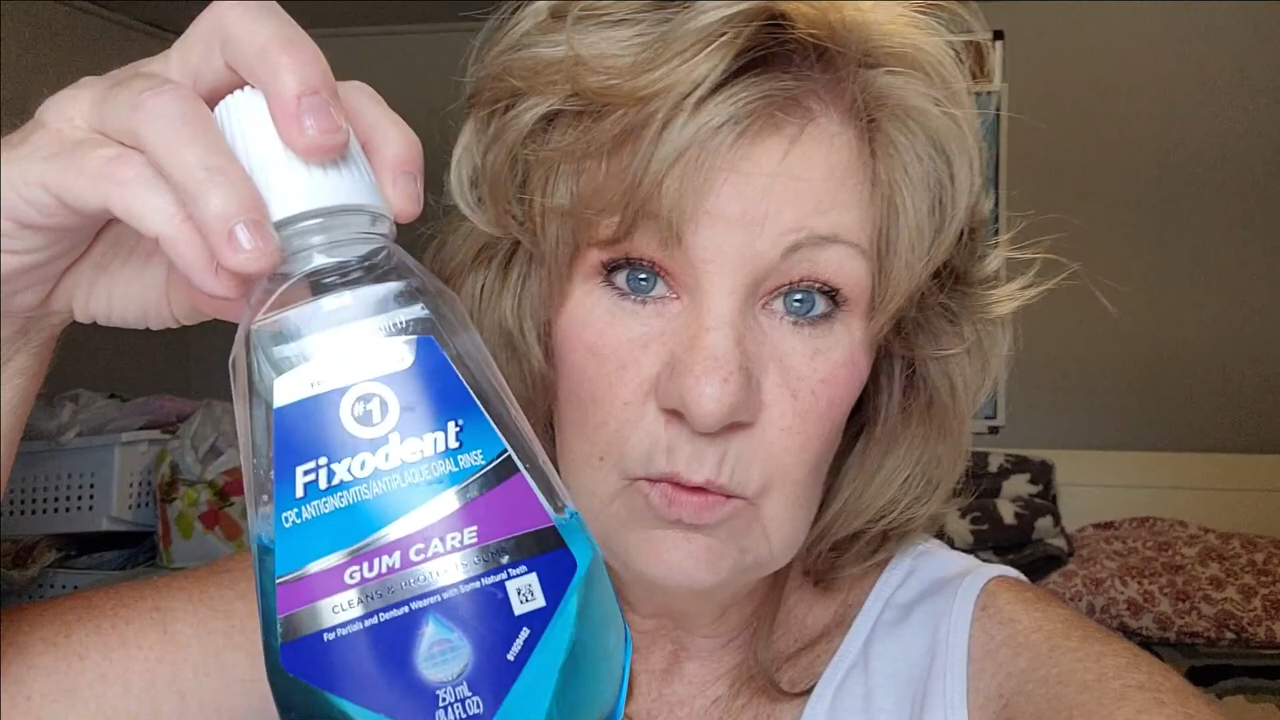 #1
Fixodent
CPC ANTIGINGIVITIS/ANTIPLAQUE ORAL RINSE
GUM CARE
CLEANS & PROTECTS GUMS
For Partials and Denture Wearers with Some Natural Teeth
91929482
250 mL
(8.4 FL OZ)